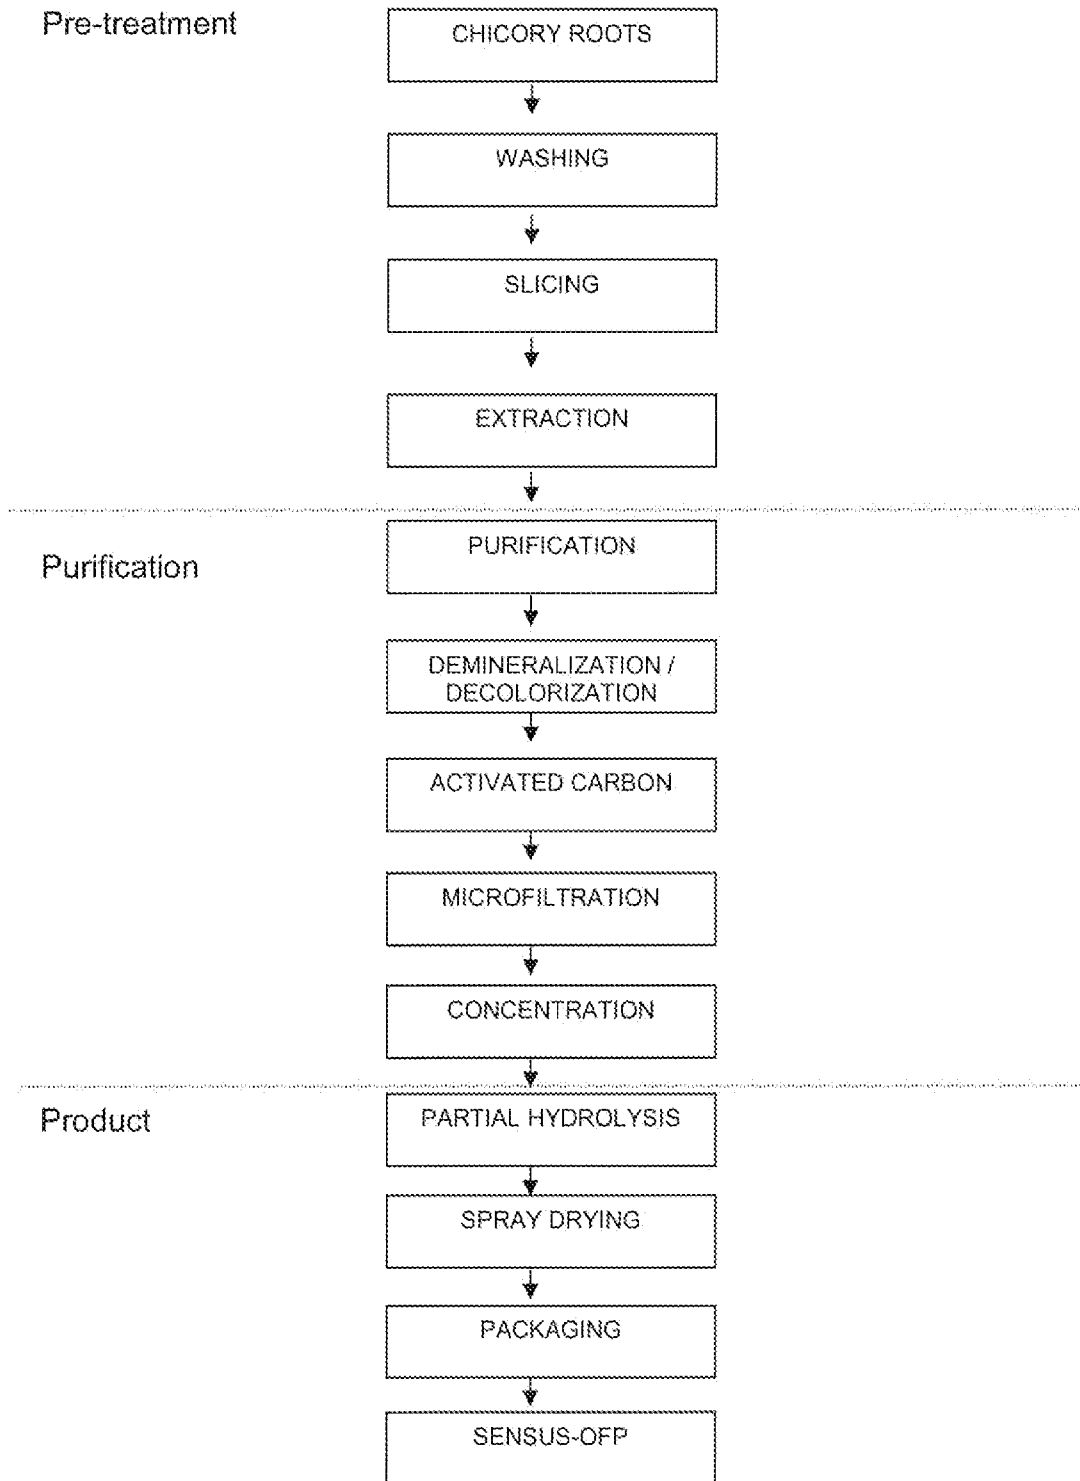 Pre-treatment
CHICORY ROOTS
WASHING
SLICING
EXTRACTION
Purification
PURIFICATION
DEMINERALIZATION /
DECOLORIZATION
ACTIVATED CARBON
MICROFILTRATION
CONCENTRATION
Product
PARTIAL HYDROLYSIS
SPRAY DRYING
PACKAGING
SENSUS-OFP